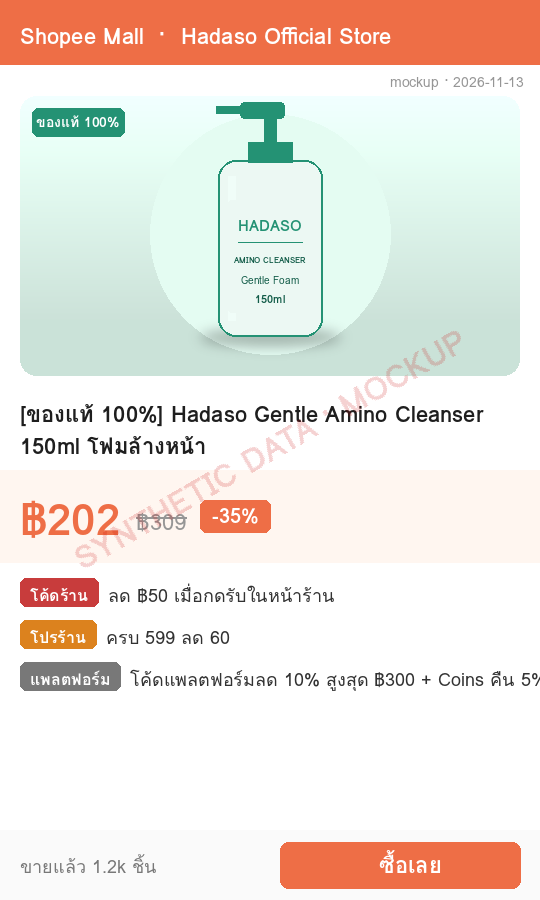 Shopee Mall · Hadaso Official Store
mockup · 2026-11-13
ของแท้ 100%
HADASO
AMINO CLEANSER
Gentle Foam
150ml
[ของแท้ 100%] Hadaso Gentle Amino Cleanser
150ml โฟมล้างหน้า
฿202 ฿309 -35%
SYNTHETIC DATA · MOCKUP
โค้ดร้าน ลด ฿50 เมื่อกดรับในหน้าร้าน
โปรร้าน ครบ 599 ลด 60
แพลตฟอร์ม โค้ดแพลตฟอร์มลด 10% สูงสุด ฿300 + Coins คืน 5%
ขายแล้ว 1.2k ชิ้น
ซื้อเลย